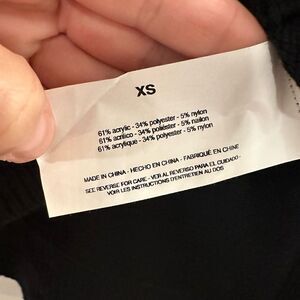 XS
61% acrylic - 34% polyester - 5% nylon
61% acrílico - 34% poliéster - 5% nailon
61% acrylique - 34% polyester - 5% nylon
MADE IN CHINA - HECHO EN CHINA - FABRIQUÉ EN CHINE
SEE REVERSE FOR CARE - VER AL REVERSO PARA EL CUIDADO -
VOIR LES INSTRUCTIONS D'ENTRETIEN AU DOS